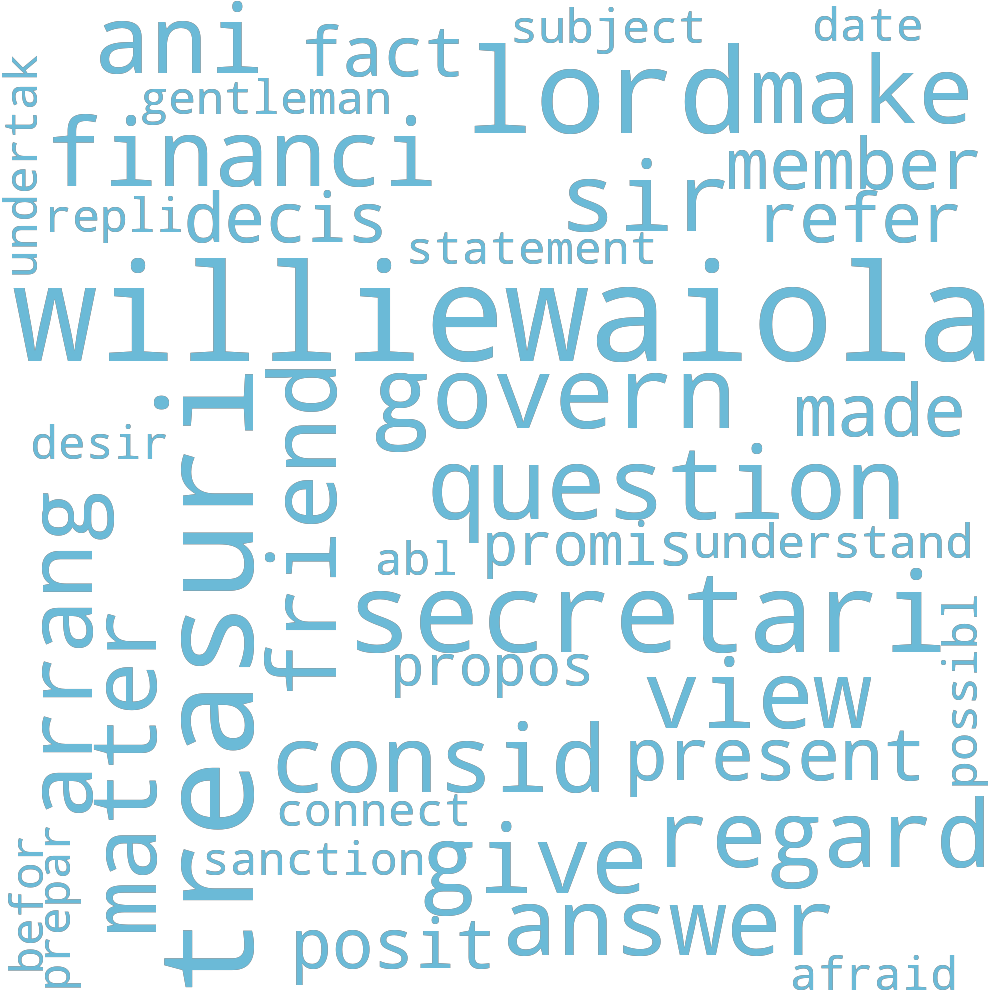 ani
fact
subject
date
gentleman
lord
make
undertak
financi
member
sir
repli
decis
refer
statement
williewaiola
treasuri
friend
govern
made
desir
question
arrang
promis
understand
abl
secretari
possibl
matter
propos
view
consid
present
connect
regard
sanction
give
befor
prepar
answer
posit
afraid